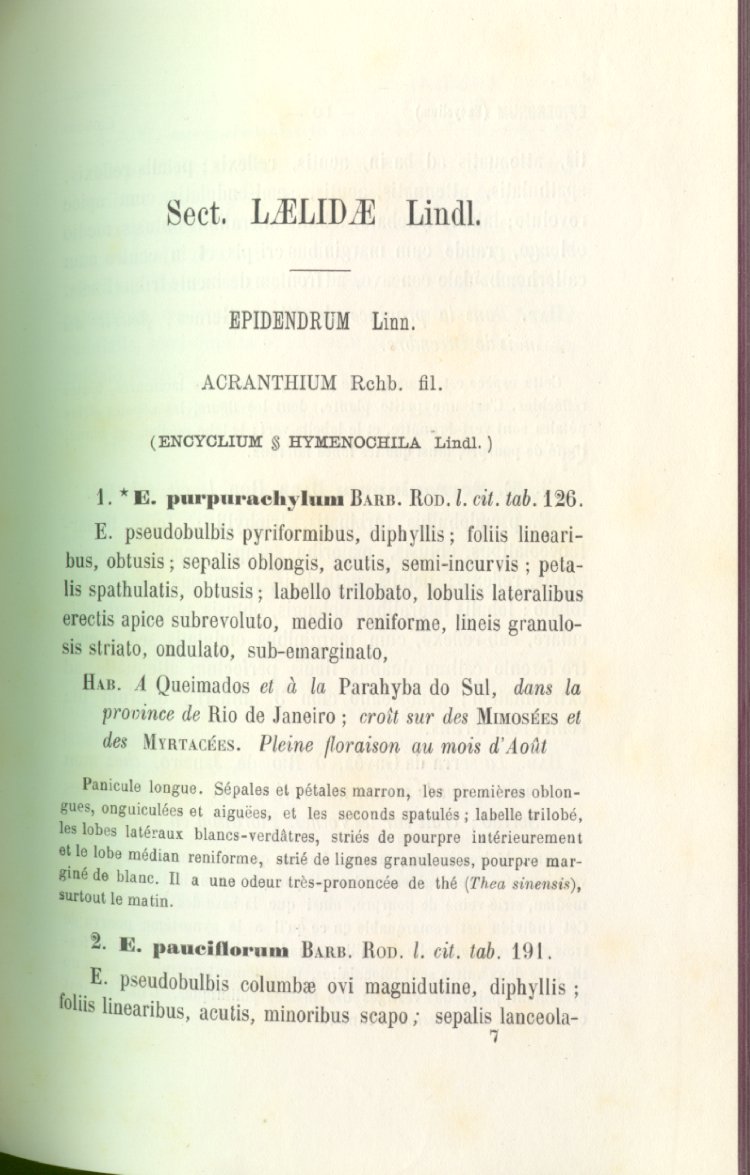 Sect. LÆLIDÆ Lindl.
EPIDENDRUM Linn.
ACRANTHIUM Rchb. fil.
(ENCYCLIUM § HYMENOCHILA Lindl.)
1. *E. purpurachylum BARB. ROD. l. cit. tab. 126.
E. pseudobulbis pyriformibus, diphyllis; foliis lineari-
bus, obtusis; sepalis oblongis, acutis, semi-incurvis; peta-
lis spathulatis, obtusis; labello trilobato, lobulis lateralibus
erectis apice subrevoluto, medio reniforme, lineis granulo-
sis striato, ondulato, sub-emarginato,
HAB. A Queimados et à la Parahyba do Sul, dans la
province de Rio de Janeiro; croît sur des MIMOSÉES et
des MYRTACÉES. Pleine floraison au mois d'Août
Panicule longue. Sépales et pétales marron, les premières oblon-
gues, onguiculées et aiguëes, et les seconds spatulés; labelle trilobé,
les lobes latéraux blancs-verdâtres, striés de pourpre intérieurement
et le lobe médian reniforme, strié de lignes granuleuses, pourpre mar-
giné de blanc. Il a une odeur très-prononcée de thé (Thea sinensis),
surtout le matin.
2. E. pauciflorum BARB. ROD. l. cit. tab. 191.
E. pseudobulbis columbæ ovi magnidutine, diphyllis;
foliis linearibus, acutis, minoribus scapo; sepalis lanceola-
7